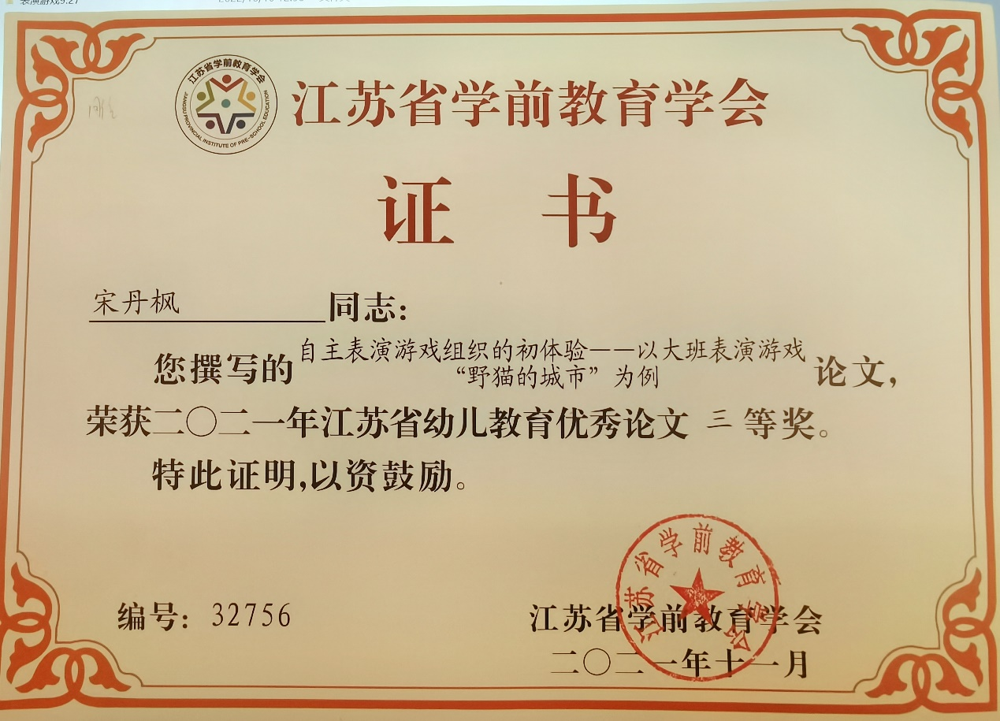 表演游戏9.27
江苏省学前教育学会
JIANGSU PROVINCIAL INSTITUTE OF PRE-SCHOOL EDUCATION
江苏省学前教育学会
证 书
宋丹枫 同志：
您撰写的 自主表演游戏组织的初体验——以大班表演游戏
“野猫的城市”为例 论文，
荣获二〇二一年江苏省幼儿教育优秀论文 三 等奖。
特此证明，以资鼓励。
江苏省学前教育学会
编号：32756
江苏省学前教育学会
二〇二一年十一月